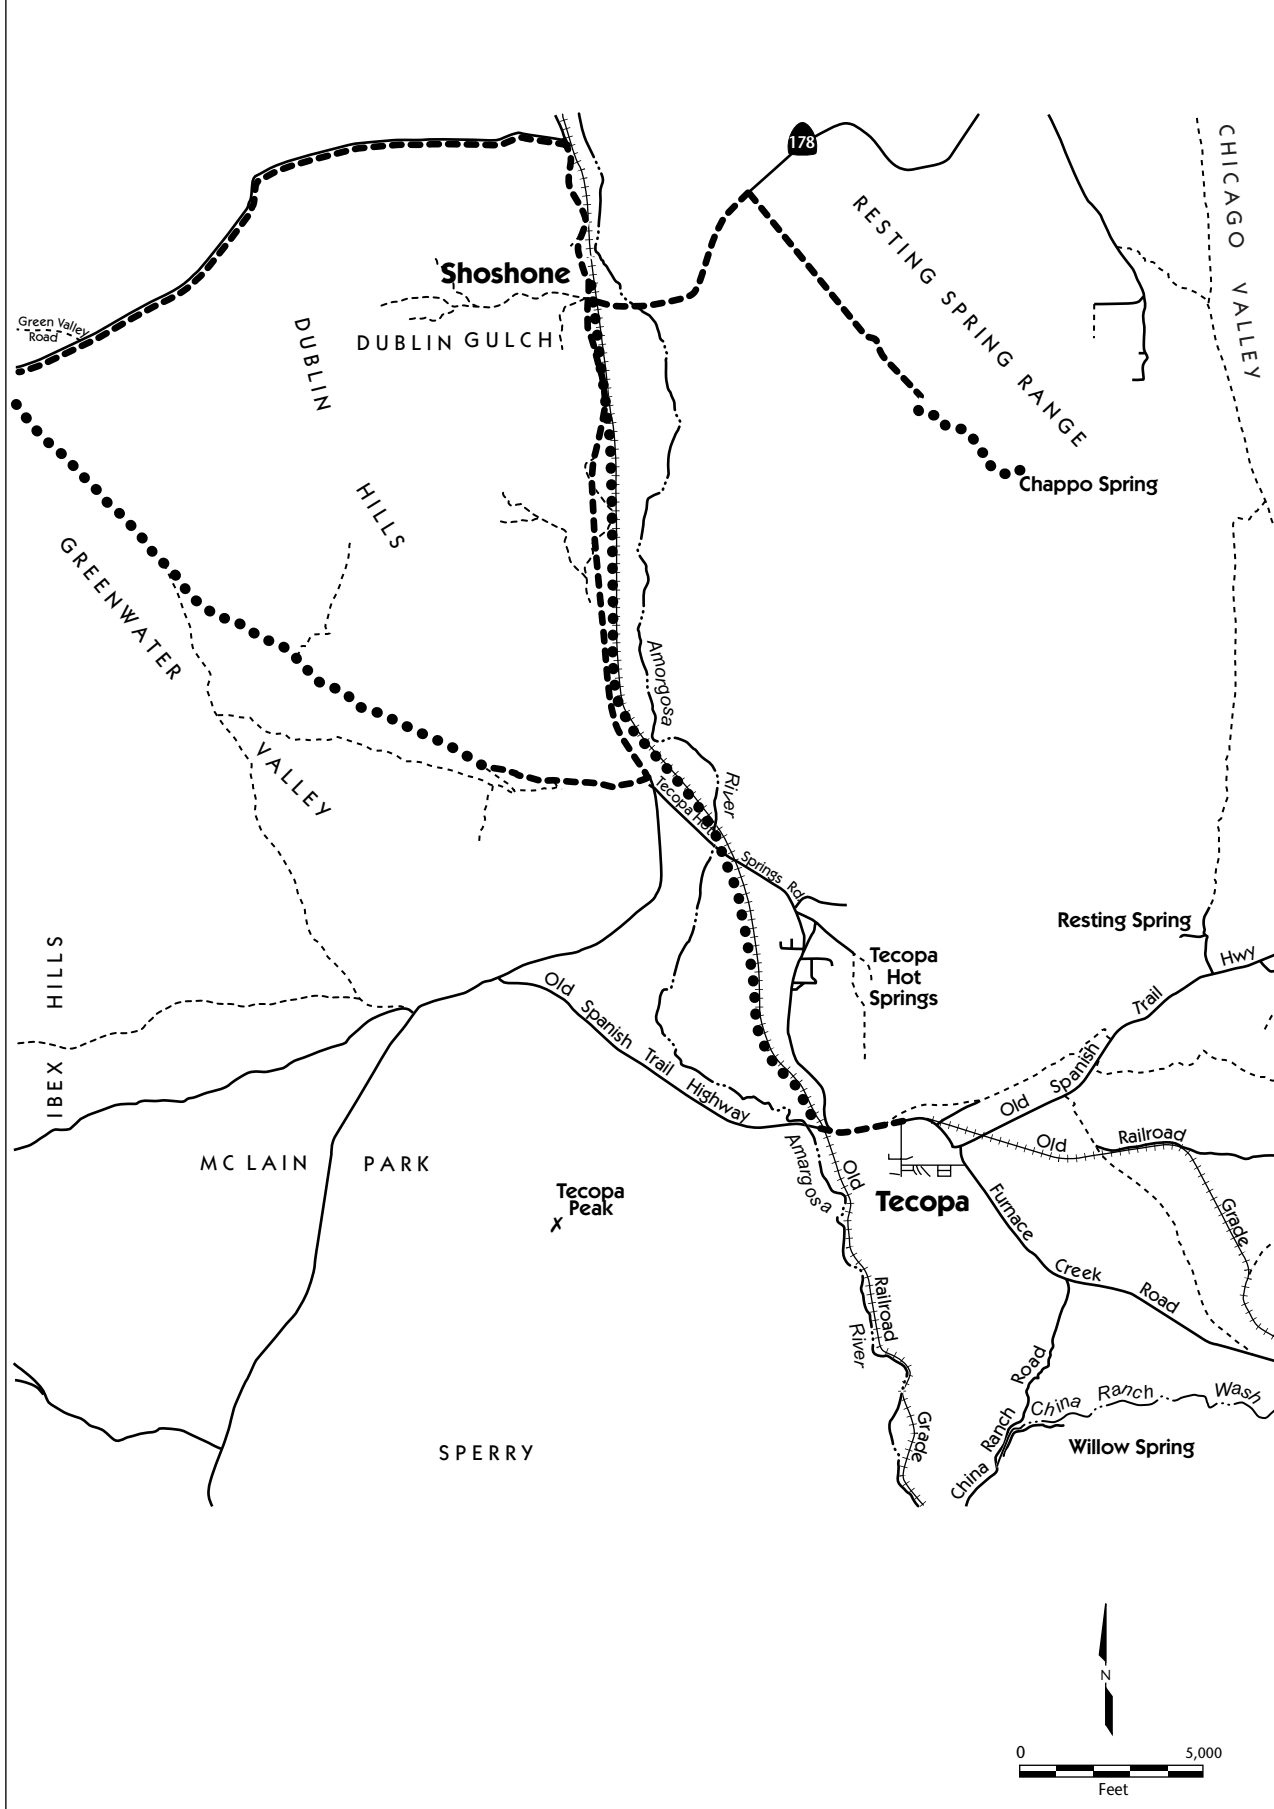 178
CHICAGO VALLEY
RESTING SPRING RANGE
Shoshone
Green Valley
Road
DUBLIN GULCH
DUBLIN
HILLS
Chappo Spring
GREENWATER
VALLEY
Amorgosa
River
Tecopa Hot
Springs Rd
Resting Spring
Tecopa
Hot
Springs
Hwy
Trail
Spanish
Old
Old Spanish Trail Highway
IBEX HILLS
MC LAIN PARK
Tecopa
Peak
Amargosa
River
Old
Railroad
Grade
Tecopa
Old
Railroad
Grade
Furnace
Creek
Road
China Ranch Road
China Ranch Wash
Willow Spring
SPERRY
N
0 5,000
Feet